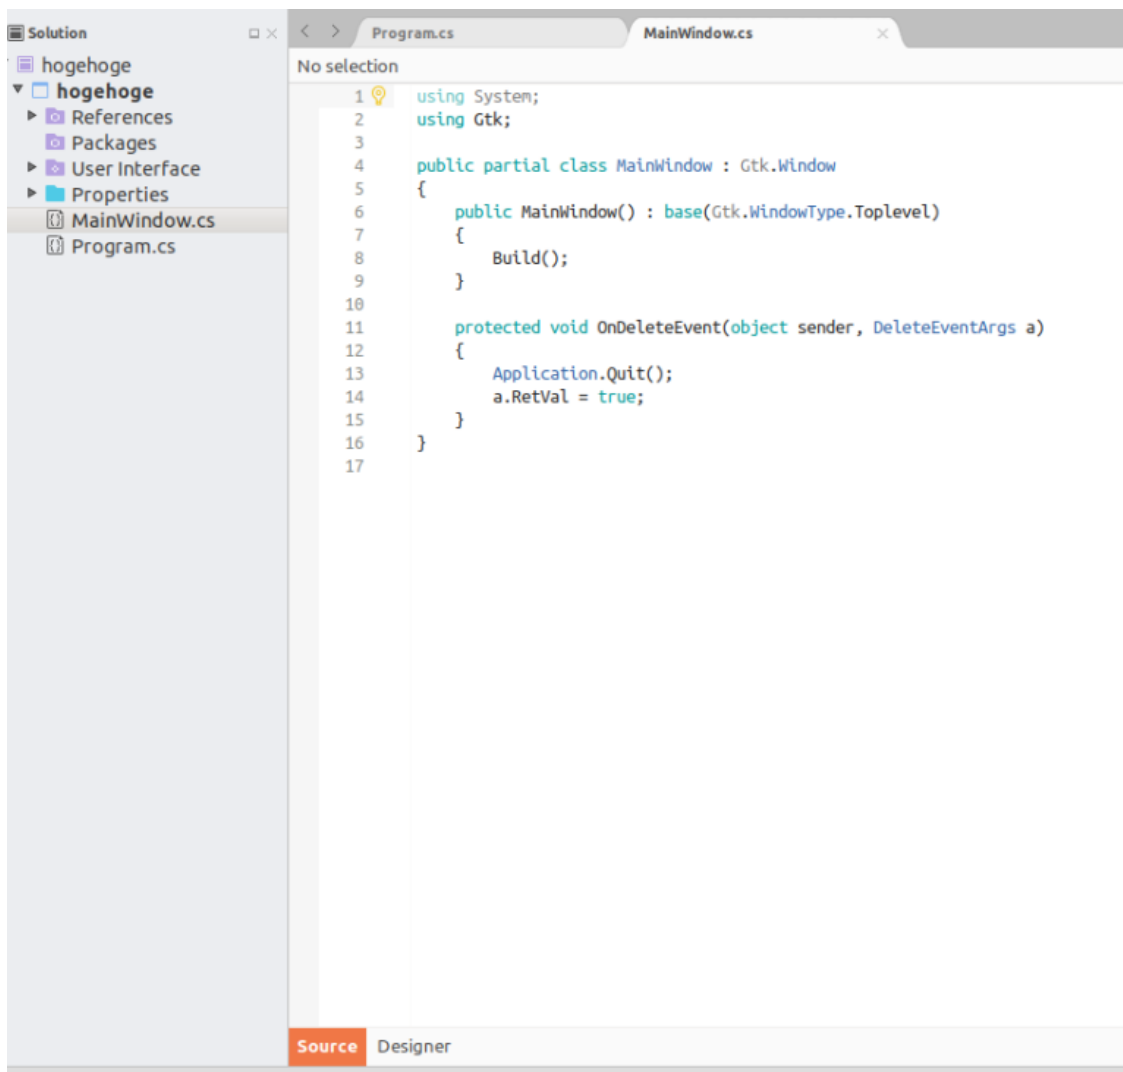 Solution
hogehoge
hogehoge
References
Packages
User Interface
Properties
MainWindow.cs
Program.cs
Program.cs
MainWindow.cs
No selection
1 using System;
2 using Gtk;
3
4 public partial class MainWindow : Gtk.Window
5 {
6 public MainWindow() : base(Gtk.WindowType.Toplevel)
7 {
8 Build();
9 }
10
11 protected void OnDeleteEvent(object sender, DeleteEventArgs a)
12 {
13 Application.Quit();
14 a.RetVal = true;
15 }
16 }
17
Source Designer